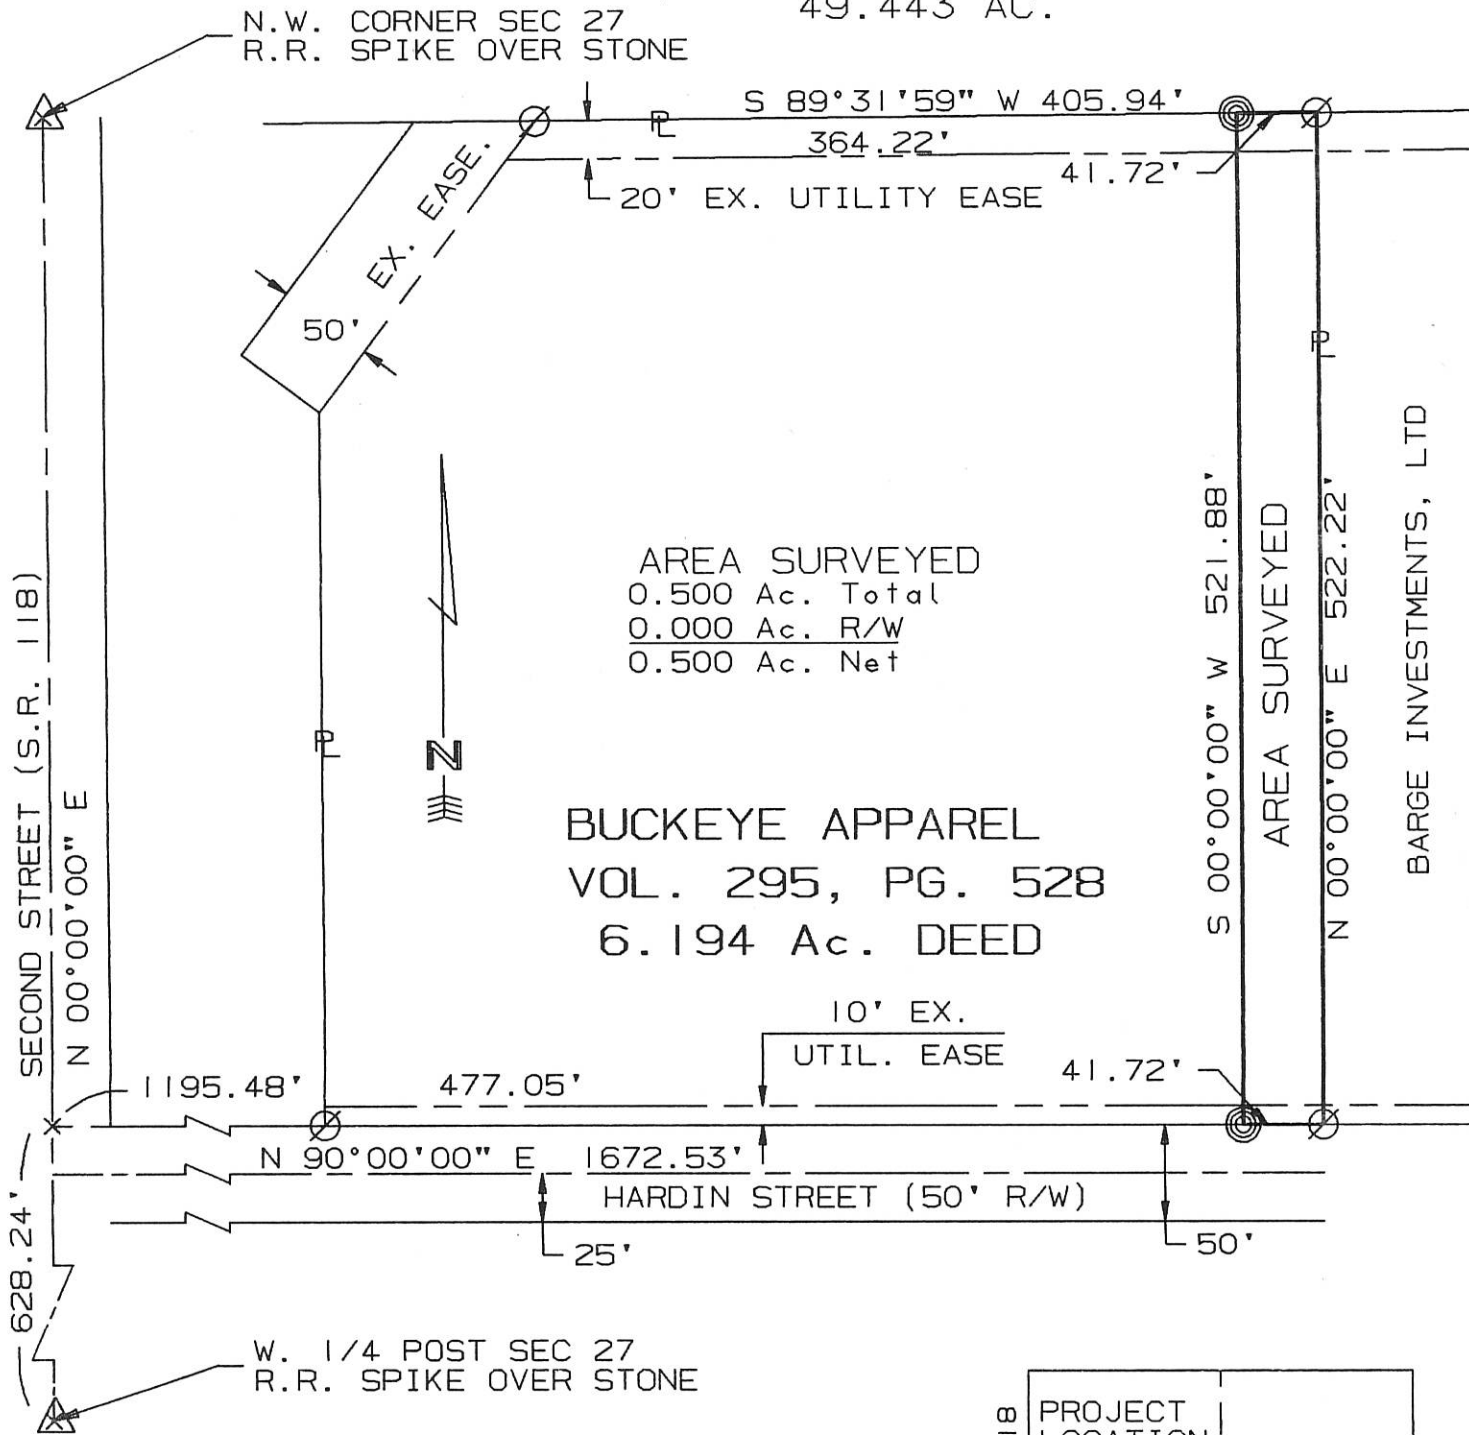 49.443 AC.
N.W. CORNER SEC 27
R.R. SPIKE OVER STONE
S 89°31'59" W 405.94'
PL
364.22'
41.72'
20' EX. UTILITY EASE
50' EX. EASE.
PL
SECOND STREET (S.R. 118)
N 00°00'00" E
AREA SURVEYED
0.500 Ac. Total
0.000 Ac. R/W
0.500 Ac. Net
S 00°00'00" W 521.88'
AREA SURVEYED
N 00°00'00" E 522.22'
BARGE INVESTMENTS, LTD
PL
N
BUCKEYE APPAREL
VOL. 295, PG. 528
6.194 Ac. DEED
10' EX.
UTIL. EASE
41.72'
1195.48'
477.05'
N 90°00'00" E 1672.53'
HARDIN STREET (50' R/W)
25'
50'
628.24'
W. 1/4 POST SEC 27
R.R. SPIKE OVER STONE
PROJECT
LOCATION